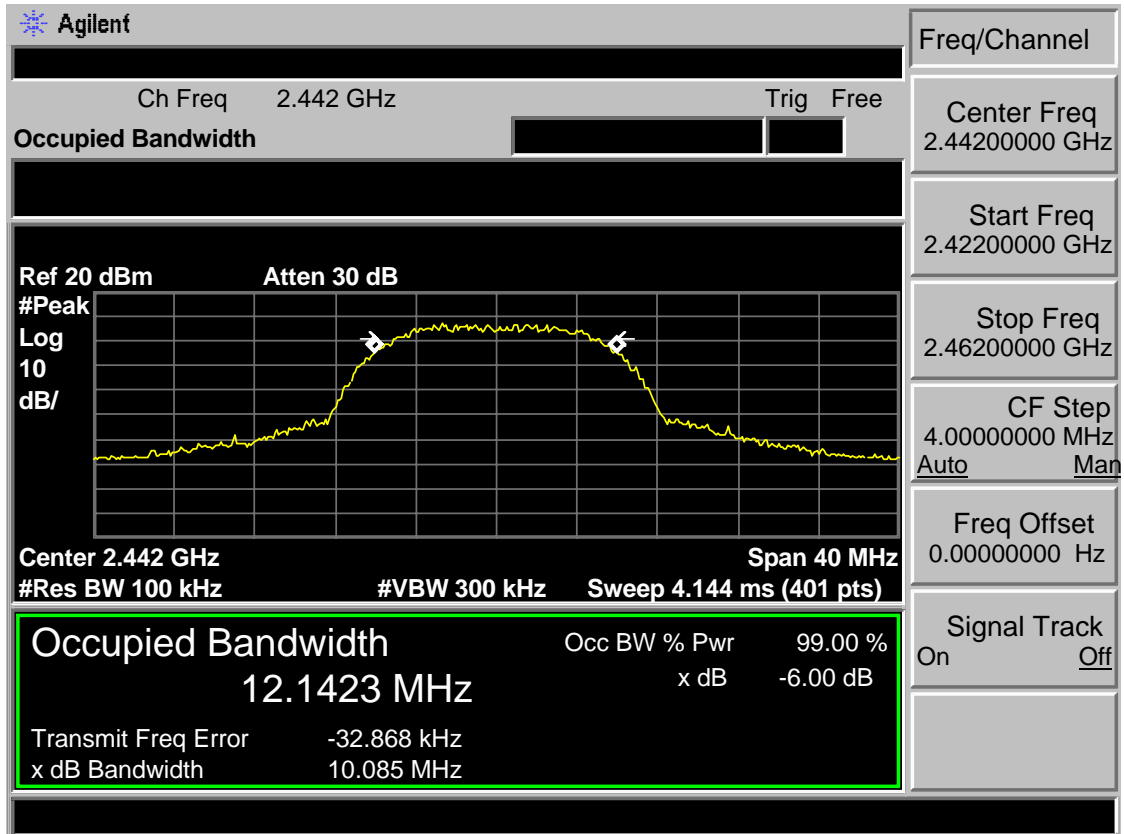 Agilent
Ch Freq 2.442 GHz Trig Free
Occupied Bandwidth
Ref 20 dBm Atten 30 dB
#Peak
Log
10
dB/
Center 2.442 GHz Span 40 MHz
#Res BW 100 kHz #VBW 300 kHz Sweep 4.144 ms (401 pts)
Occupied Bandwidth
12.1423 MHz
Occ BW % Pwr 99.00 %
x dB -6.00 dB
Transmit Freq Error -32.868 kHz
x dB Bandwidth 10.085 MHz
Freq/Channel
Center Freq
2.44200000 GHz
Start Freq
2.42200000 GHz
Stop Freq
2.46200000 GHz
CF Step
4.00000000 MHz
Auto Man
Freq Offset
0.00000000 Hz
Signal Track
On Off